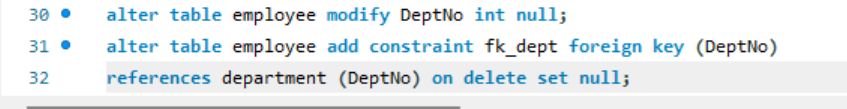 30 alter table employee modify DeptNo int null;
31 alter table employee add constraint fk_dept foreign key (DeptNo)
32 references department (DeptNo) on delete set null;